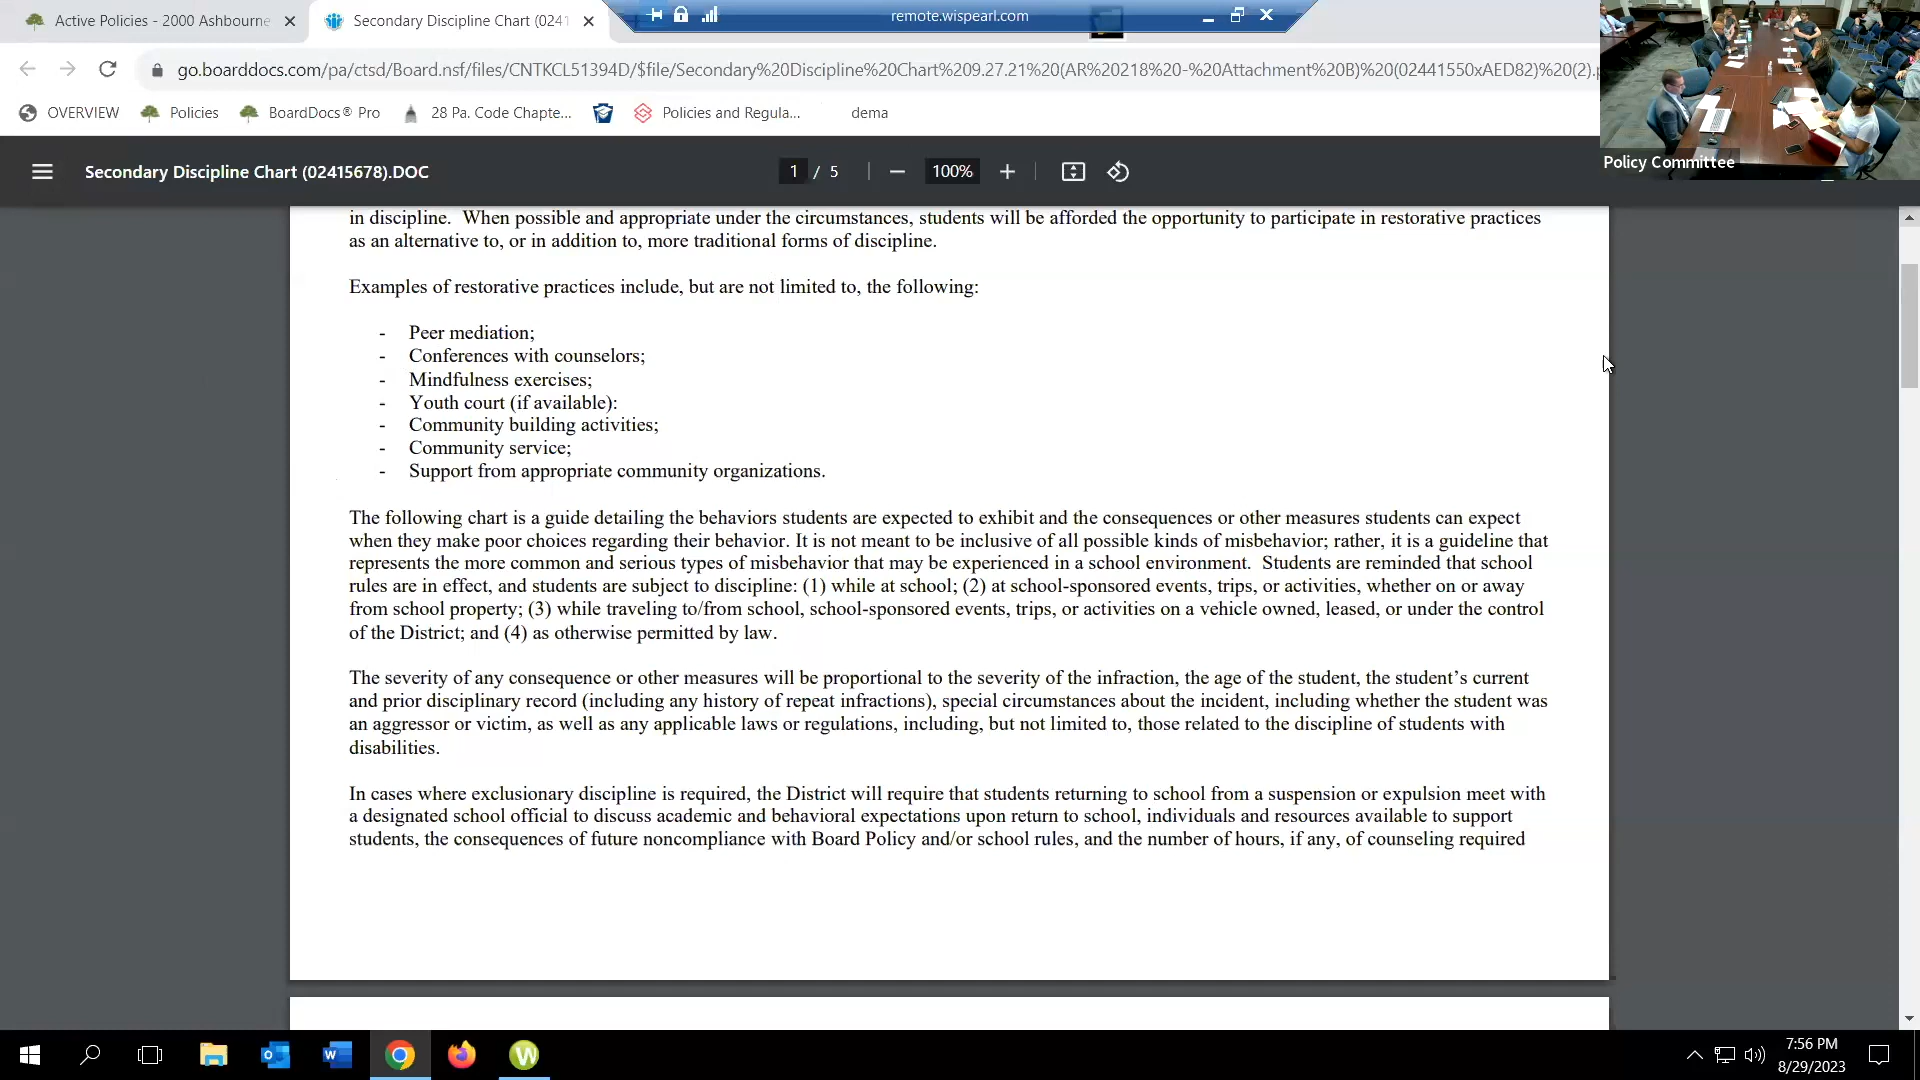 Active Policies - 2000 Ashbourne
Secondary Discipline Chart (0241
remote.wispearl.com
go.boarddocs.com/pa/ctsd/Board.nsf/files/CNTKCL51394D/$file/Secondary%20Discipline%20Chart%209.27.21%20(AR%20218%20-%20Attachment%20B)%20(02441550xAED82)%20(2).p
OVERVIEW Policies BoardDocs® Pro 28 Pa. Code Chapte... Policies and Regula... dema
Policy Committee
Secondary Discipline Chart (02415678).DOC 1 / 5 — 100% +
in discipline. When possible and appropriate under the circumstances, students will be afforded the opportunity to participate in restorative practices
as an alternative to, or in addition to, more traditional forms of discipline.
Examples of restorative practices include, but are not limited to, the following:
- Peer mediation;
- Conferences with counselors;
- Mindfulness exercises;
- Youth court (if available):
- Community building activities;
- Community service;
- Support from appropriate community organizations.
The following chart is a guide detailing the behaviors students are expected to exhibit and the consequences or other measures students can expect
when they make poor choices regarding their behavior. It is not meant to be inclusive of all possible kinds of misbehavior; rather, it is a guideline that
represents the more common and serious types of misbehavior that may be experienced in a school environment. Students are reminded that school
rules are in effect, and students are subject to discipline: (1) while at school; (2) at school-sponsored events, trips, or activities, whether on or away
from school property; (3) while traveling to/from school, school-sponsored events, trips, or activities on a vehicle owned, leased, or under the control
of the District; and (4) as otherwise permitted by law.
The severity of any consequence or other measures will be proportional to the severity of the infraction, the age of the student, the student's current
and prior disciplinary record (including any history of repeat infractions), special circumstances about the incident, including whether the student was
an aggressor or victim, as well as any applicable laws or regulations, including, but not limited to, those related to the discipline of students with
disabilities.
In cases where exclusionary discipline is required, the District will require that students returning to school from a suspension or expulsion meet with
a designated school official to discuss academic and behavioral expectations upon return to school, individuals and resources available to support
students, the consequences of future noncompliance with Board Policy and/or school rules, and the number of hours, if any, of counseling required
7:56 PM
8/29/2023